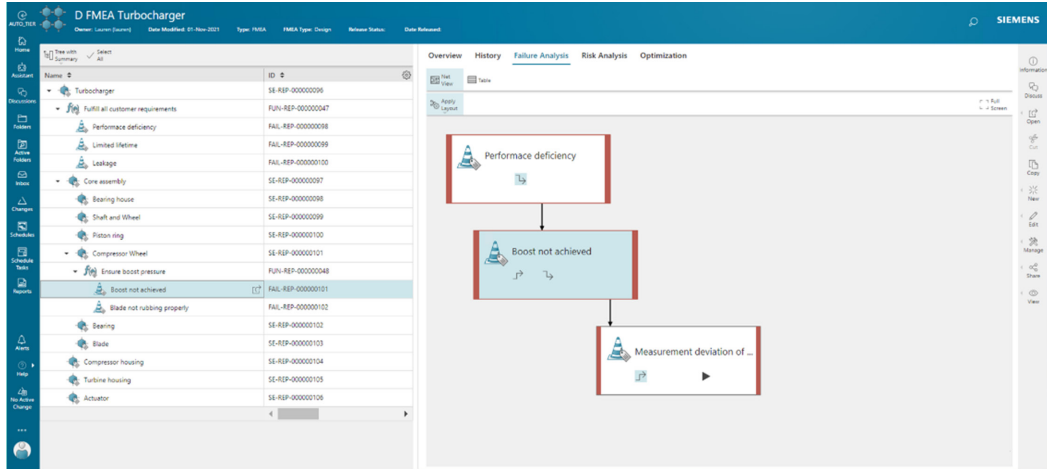 D FMEA Turbocharger
AUTO_TIER
Owner: Lauren (lauren) Date Modified: 01-Nov-2021 Type: FMEA FMEA Type: Design Release Status: Date Released:
SIEMENS
Home
Assistant
Discussions
Folders
Active Folders
Inbox
Changes
Schedules
Schedule Tasks
Reports
Alerts
Help
No Active Change
Tree with Summary
Select All
Name ID
Turbocharger SE-REP-000000096
Fulfill all customer requirements FUN-REP-000000047
Performace deficiency FAIL-REP-000000098
Limited lifetime FAIL-REP-000000099
Leakage FAIL-REP-000000100
Core assembly SE-REP-000000097
Bearing house SE-REP-000000098
Shaft and Wheel SE-REP-000000099
Piston ring SE-REP-000000100
Compressor Wheel SE-REP-000000101
f(x) Ensure boost pressure FUN-REP-000000048
Boost not achieved FAIL-REP-000000101
Blade not rubbing properly FAIL-REP-000000102
Bearing SE-REP-000000102
Blade SE-REP-000000103
Compressor housing SE-REP-000000104
Turbine housing SE-REP-000000105
Actuator SE-REP-000000106
Overview History Failure Analysis Risk Analysis Optimization
Net View
Table
Apply Layout
Full Screen
Performace deficiency
Boost not achieved
Measurement deviation of ...
Information
Discuss
Open
Cut
Copy
New
Edit
Manage
Share
View